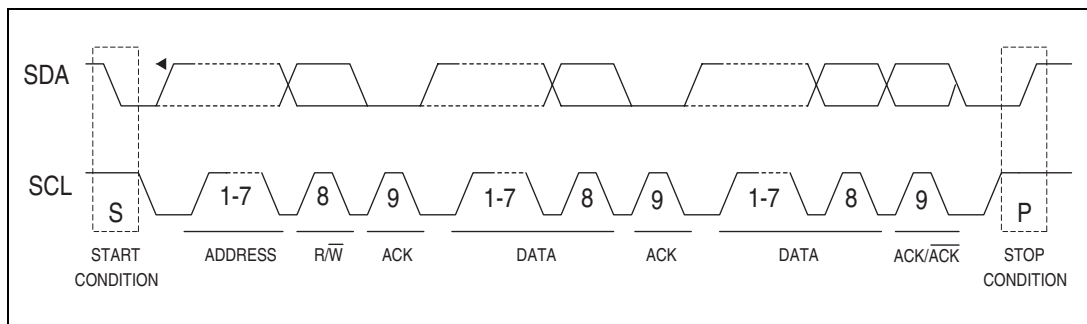 SDA
SCL
S 1-7 8 9 1-7 8 9 1-7 8 9 P
START CONDITION ADDRESS R/W̅ ACK DATA ACK DATA ACK/A̅C̅K̅ STOP CONDITION